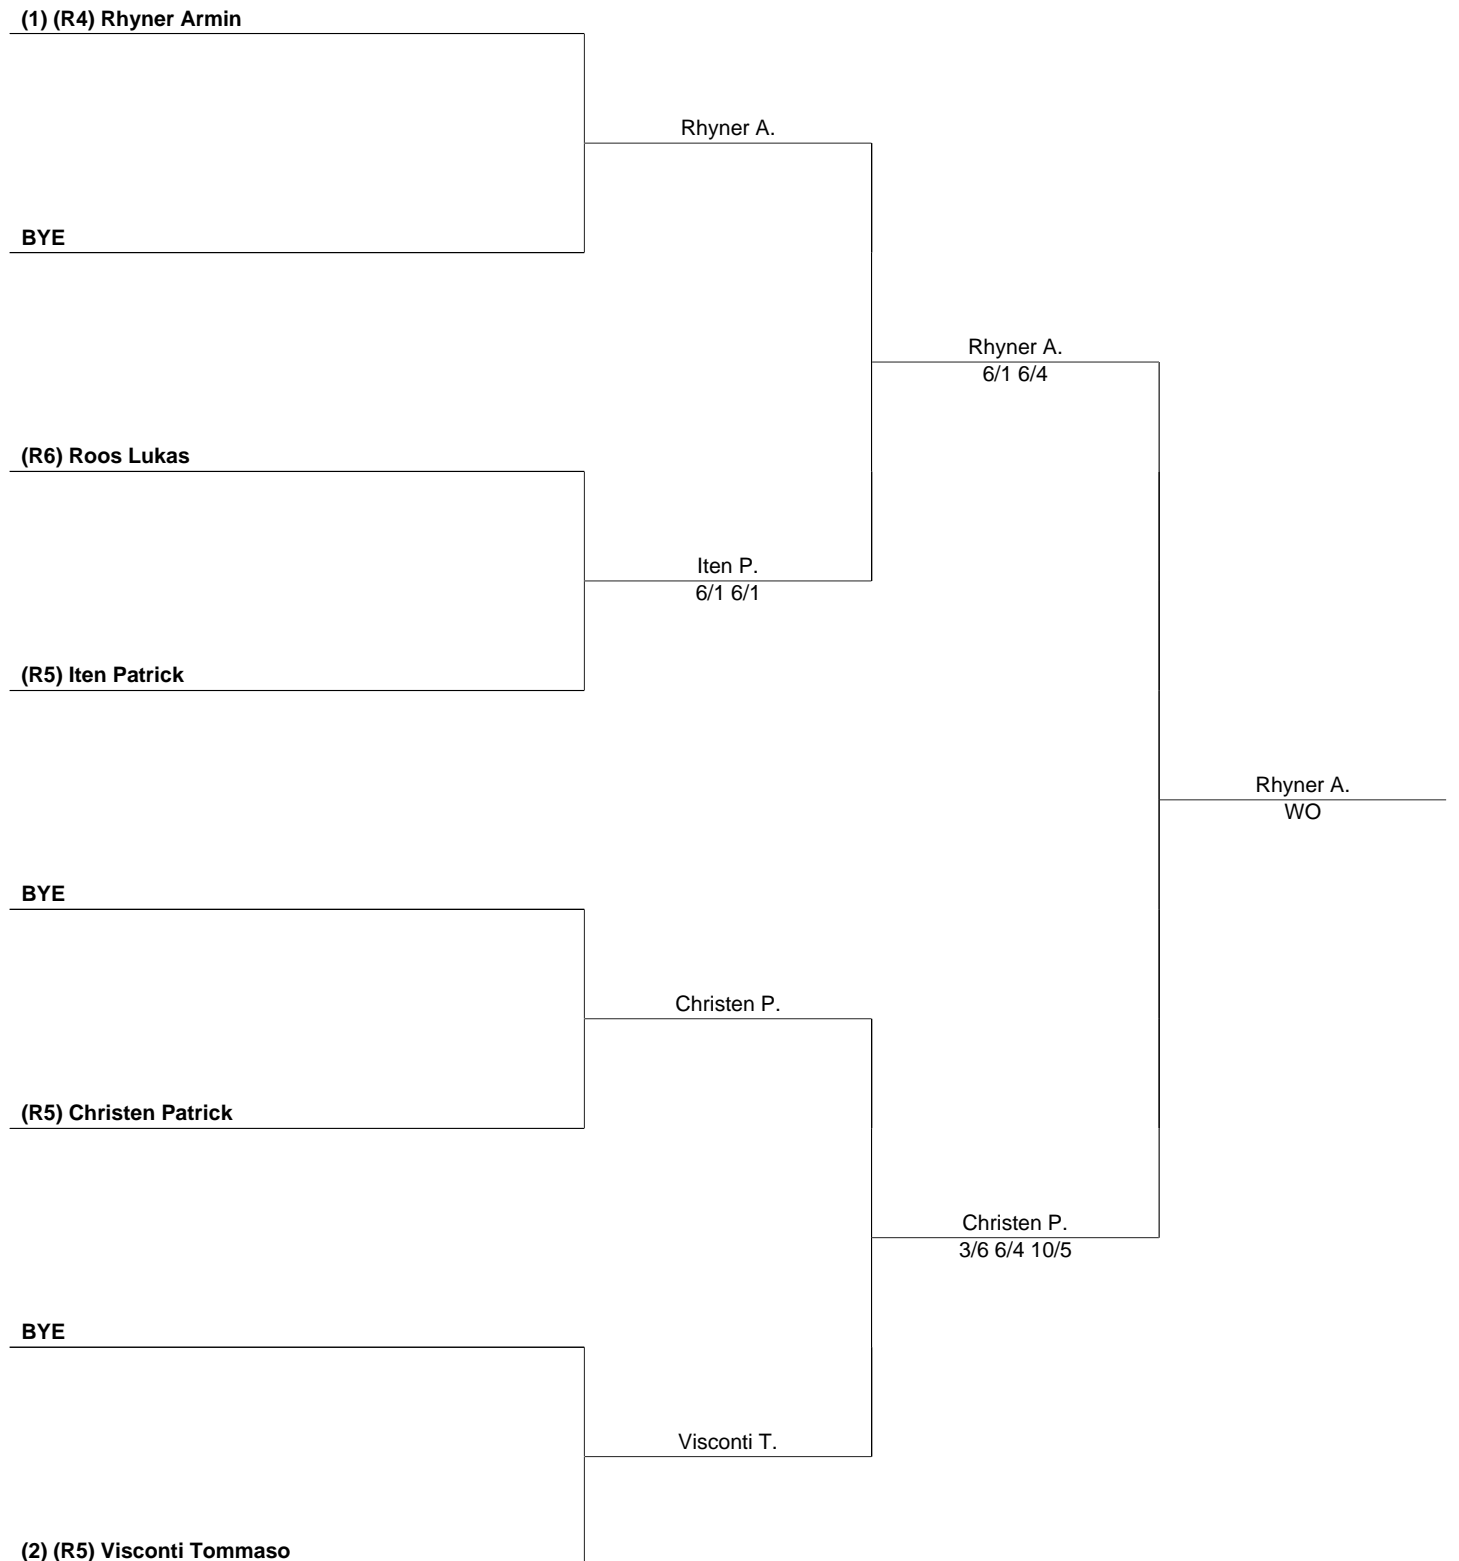 (1) (R4) Rhyner Armin
Rhyner A.
BYE
Rhyner A.
6/1 6/4
(R6) Roos Lukas
Iten P.
6/1 6/1
(R5) Iten Patrick
Rhyner A.
WO
BYE
Christen P.
(R5) Christen Patrick
Christen P.
3/6 6/4 10/5
BYE
Visconti T.
(2) (R5) Visconti Tommaso